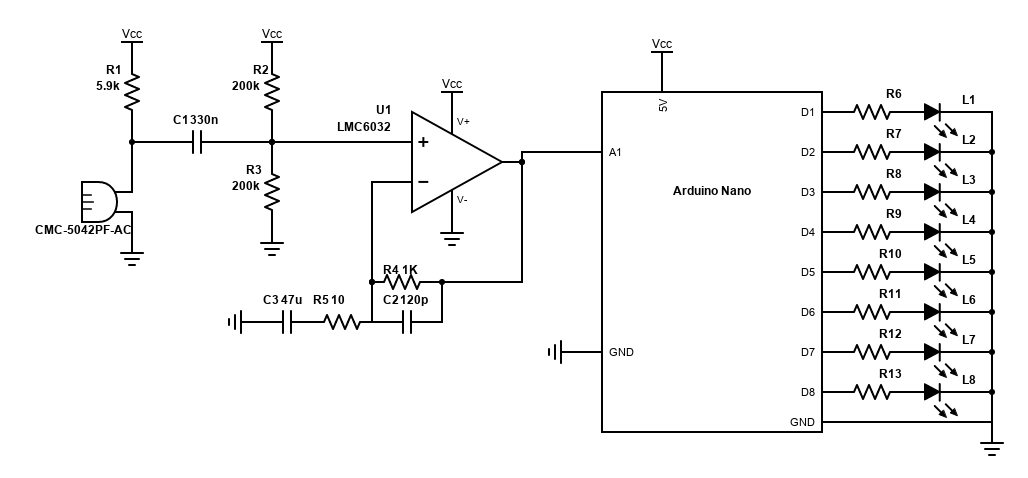 Vcc
R1
5.9k
C1 330n
CMC-5042PF-AC
Vcc
R2
200k
R3
200k
Vcc
U1
LMC6032
V+
+
−
V-
R4 1K
C3 47u
R5 10
C2 120p
Vcc
5V
A1
Arduino Nano
GND
D1
D2
D3
D4
D5
D6
D7
D8
GND
R6
L1
R7
L2
R8
L3
R9
L4
R10
L5
R11
L6
R12
L7
R13
L8